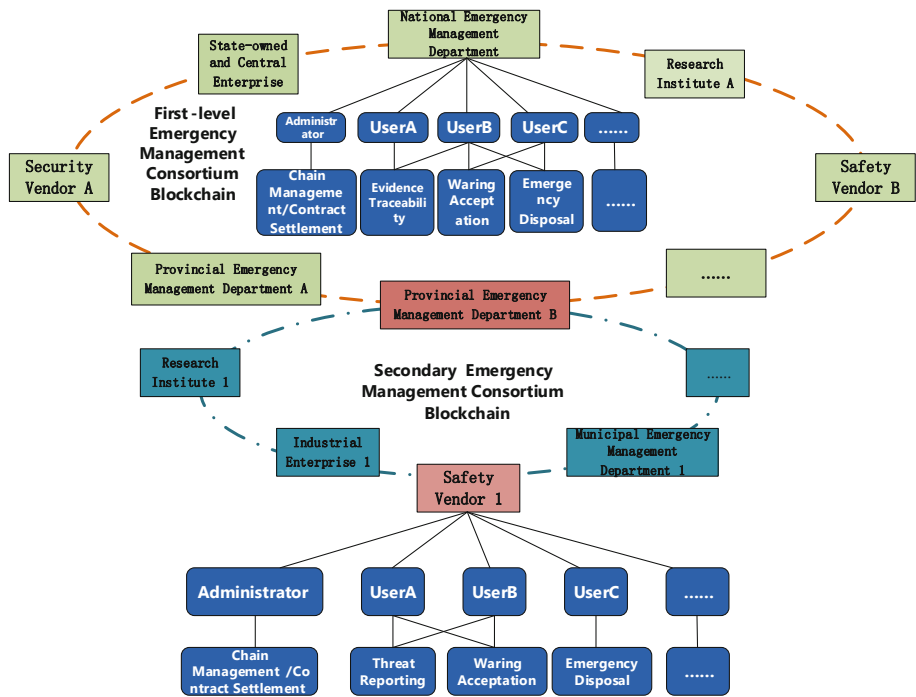 National Emergency
Management
Department
State-owned
and Central
Enterprise
Research
Institute A
First-level
Emergency
Management
Consortium
Blockchain
Administr
ator
UserA
UserB
UserC
......
Security
Vendor A
Safety
Vendor B
Chain
Managem
ent/Contract
Settlement
Evidence
Traceabili
ty
Waring
Accept
ation
Emerge
ncy
Disposal
......
Provincial Emergency
Management Department A
......
Provincial Emergency
Management Department B
Research
Institute 1
Secondary Emergency
Management Consortium
Blockchain
......
Industrial
Enterprise 1
Municipal Emergency
Management
Department 1
Safety
Vendor 1
Administrator
UserA
UserB
UserC
......
Chain
Management /Co
ntract Settlement
Threat
Reporting
Waring
Acceptation
Emergency
Disposal
......